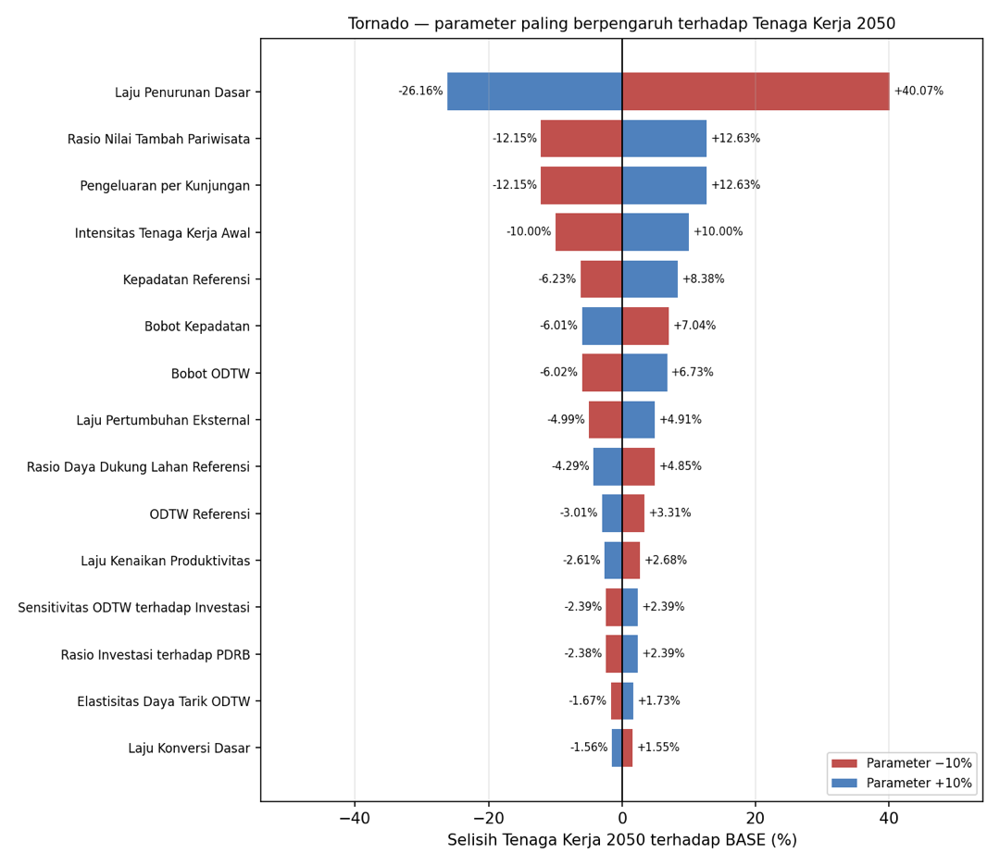 Tornado — parameter paling berpengaruh terhadap Tenaga Kerja 2050
Laju Penurunan Dasar -26.16% +40.07%
Rasio Nilai Tambah Pariwisata -12.15% +12.63%
Pengeluaran per Kunjungan -12.15% +12.63%
Intensitas Tenaga Kerja Awal -10.00% +10.00%
Kepadatan Referensi -6.23% +8.38%
Bobot Kepadatan -6.01% +7.04%
Bobot ODTW -6.02% +6.73%
Laju Pertumbuhan Eksternal -4.99% +4.91%
Rasio Daya Dukung Lahan Referensi -4.29% +4.85%
ODTW Referensi -3.01% +3.31%
Laju Kenaikan Produktivitas -2.61% +2.68%
Sensitivitas ODTW terhadap Investasi -2.39% +2.39%
Rasio Investasi terhadap PDRB -2.38% +2.39%
Elastisitas Daya Tarik ODTW -1.67% +1.73%
Laju Konversi Dasar -1.56% +1.55%
Parameter −10%
Parameter +10%
−40 −20 0 20 40
Selisih Tenaga Kerja 2050 terhadap BASE (%)